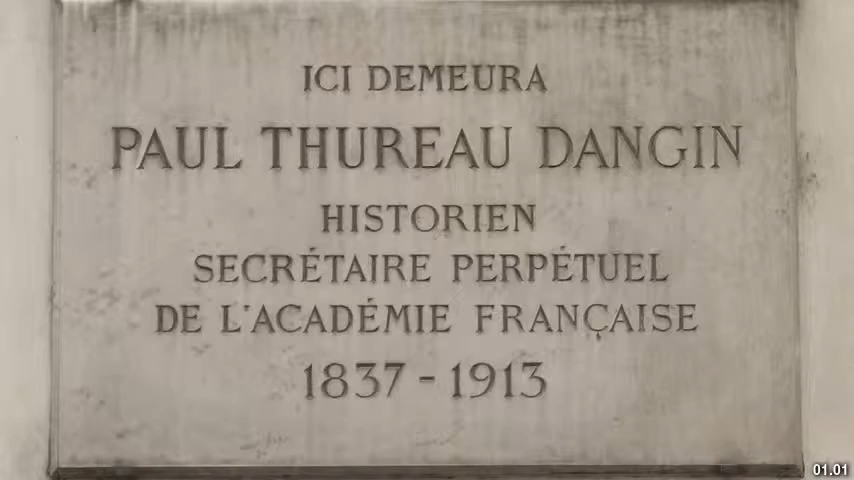 ICI DEMEURA
PAUL THUREAU DANGIN
HISTORIEN
SECRÉTAIRE PERPÉTUEL
DE L'ACADÉMIE FRANÇAISE
1837 - 1913
01.01